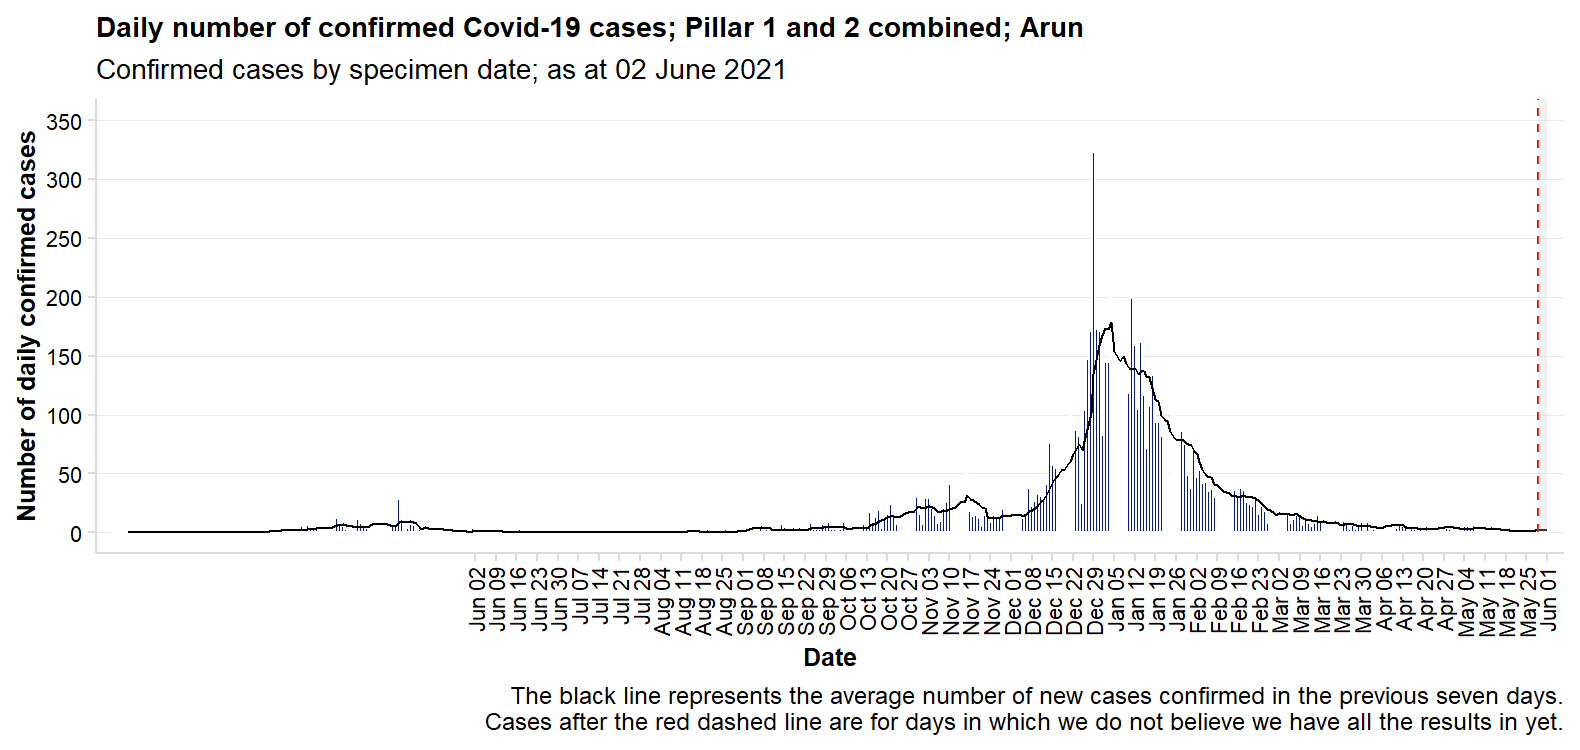 Daily number of confirmed Covid-19 cases; Pillar 1 and 2 combined; Arun
Confirmed cases by specimen date; as at 02 June 2021
Number of daily confirmed cases
350
300
250
200
150
100
50
0
Jun 02
Jun 09
Jun 16
Jun 23
Jun 30
Jul 07
Jul 14
Jul 21
Jul 28
Aug 04
Aug 11
Aug 18
Aug 25
Sep 01
Sep 08
Sep 15
Sep 22
Sep 29
Oct 06
Oct 13
Oct 20
Oct 27
Nov 03
Nov 10
Nov 17
Nov 24
Dec 01
Dec 08
Dec 15
Dec 22
Dec 29
Jan 05
Jan 12
Jan 19
Jan 26
Feb 02
Feb 09
Feb 16
Feb 23
Mar 02
Mar 09
Mar 16
Mar 23
Mar 30
Apr 06
Apr 13
Apr 20
Apr 27
May 04
May 11
May 18
May 25
Jun 01
Date
The black line represents the average number of new cases confirmed in the previous seven days.
Cases after the red dashed line are for days in which we do not believe we have all the results in yet.